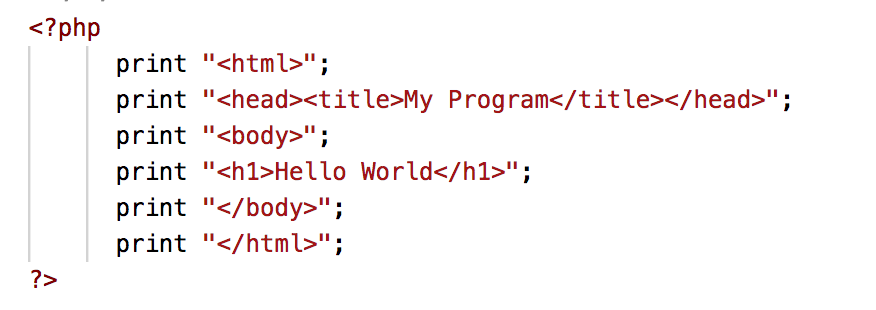 <?php
print "<html>";
print "<head><title>My Program</title></head>";
print "<body>";
print "<h1>Hello World</h1>";
print "</body>";
print "</html>";
?>